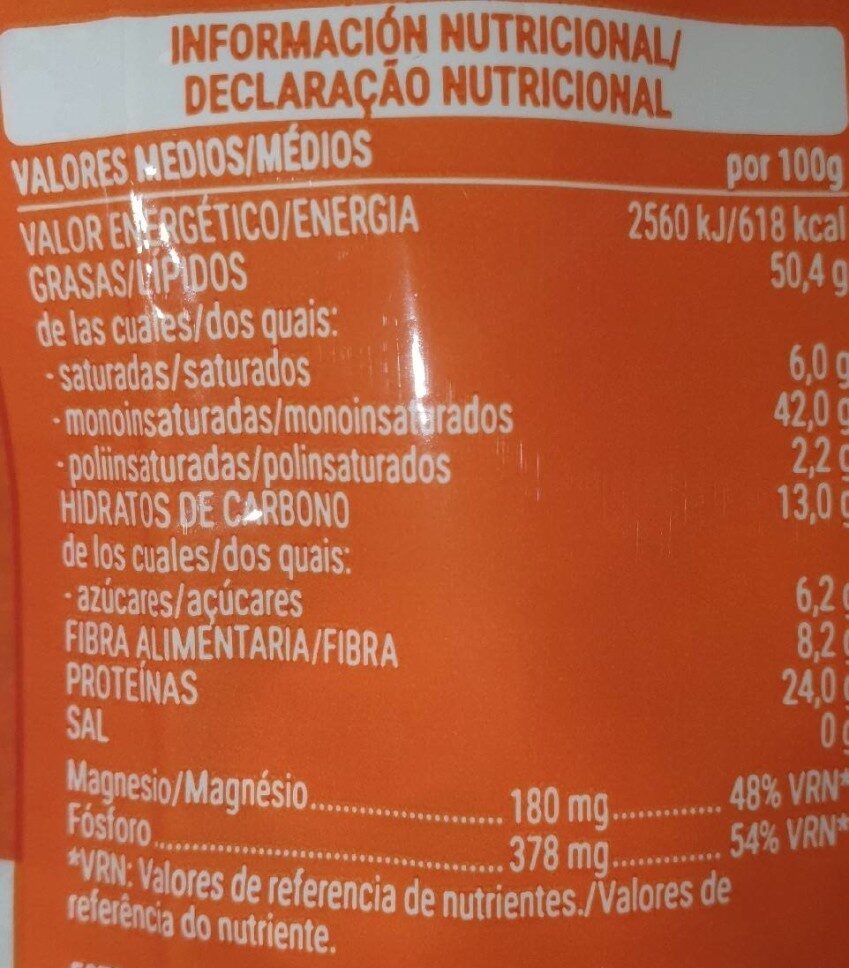 INFORMACIÓN NUTRICIONAL/
DECLARAÇÃO NUTRICIONAL
VALORES MEDIOS/MÉDIOS por 100g
VALOR ENERGÉTICO/ENERGIA 2560 kJ/618 kcal
GRASAS/LÍPIDOS 50,4 g
de las cuales/dos quais:
- saturadas/saturados 6,0 g
- monoinsaturadas/monoinsaturados 42,0 g
- poliinsaturadas/polinsaturados 2,2 g
HIDRATOS DE CARBONO 13,0 g
de los cuales/dos quais:
- azúcares/açúcares 6,2 g
FIBRA ALIMENTARIA/FIBRA 8,2 g
PROTEÍNAS 24,0 g
SAL 0 g
Magnesio/Magnésio.................... 180 mg.............. 48% VRN*
Fósforo.......................................... 378 mg.............. 54% VRN*
*VRN: Valores de referencia de nutrientes./Valores de
referência do nutriente.